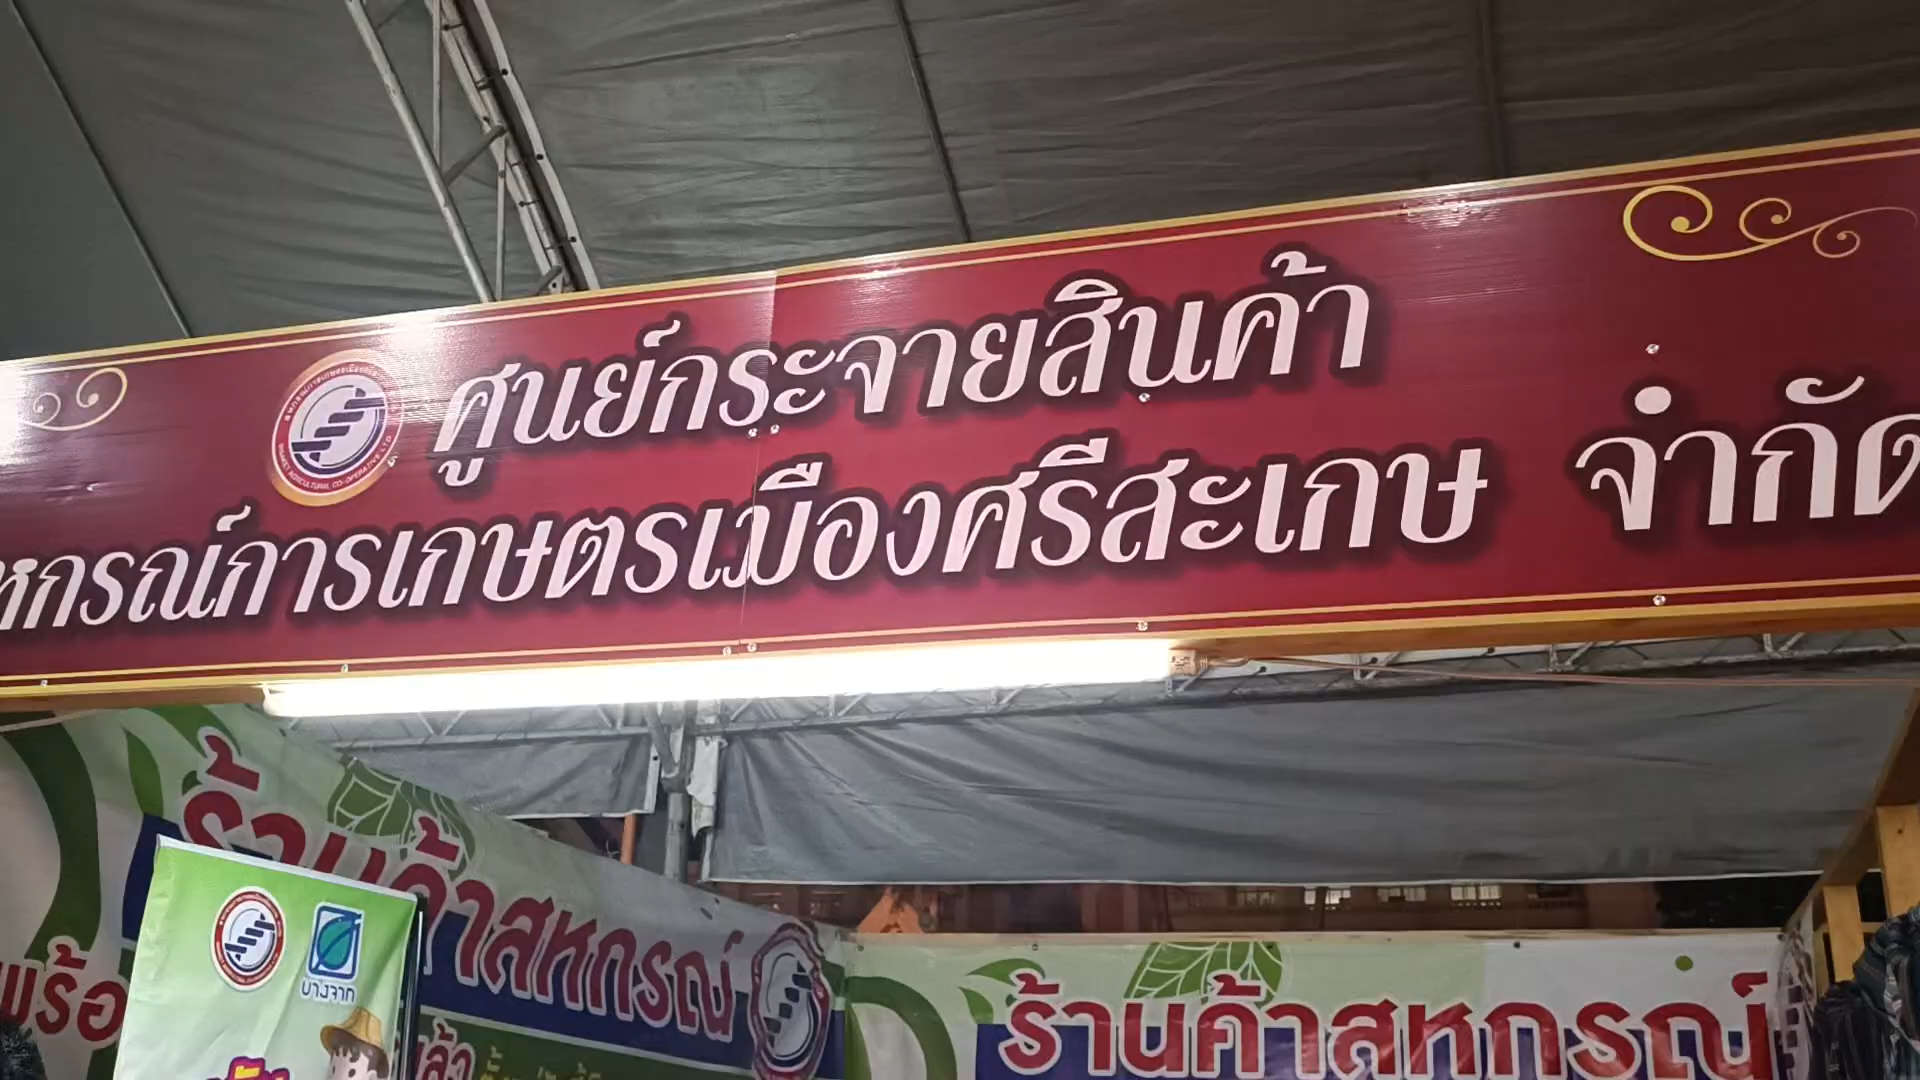 ศูนย์กระจายสินค้า
หกรณ์การเกษตรเมืองศรีสะเกษ จำกัด
ร้านค้าสหกรณ์
บางจาก
พร้อ
ร้านค้าสหกรณ์